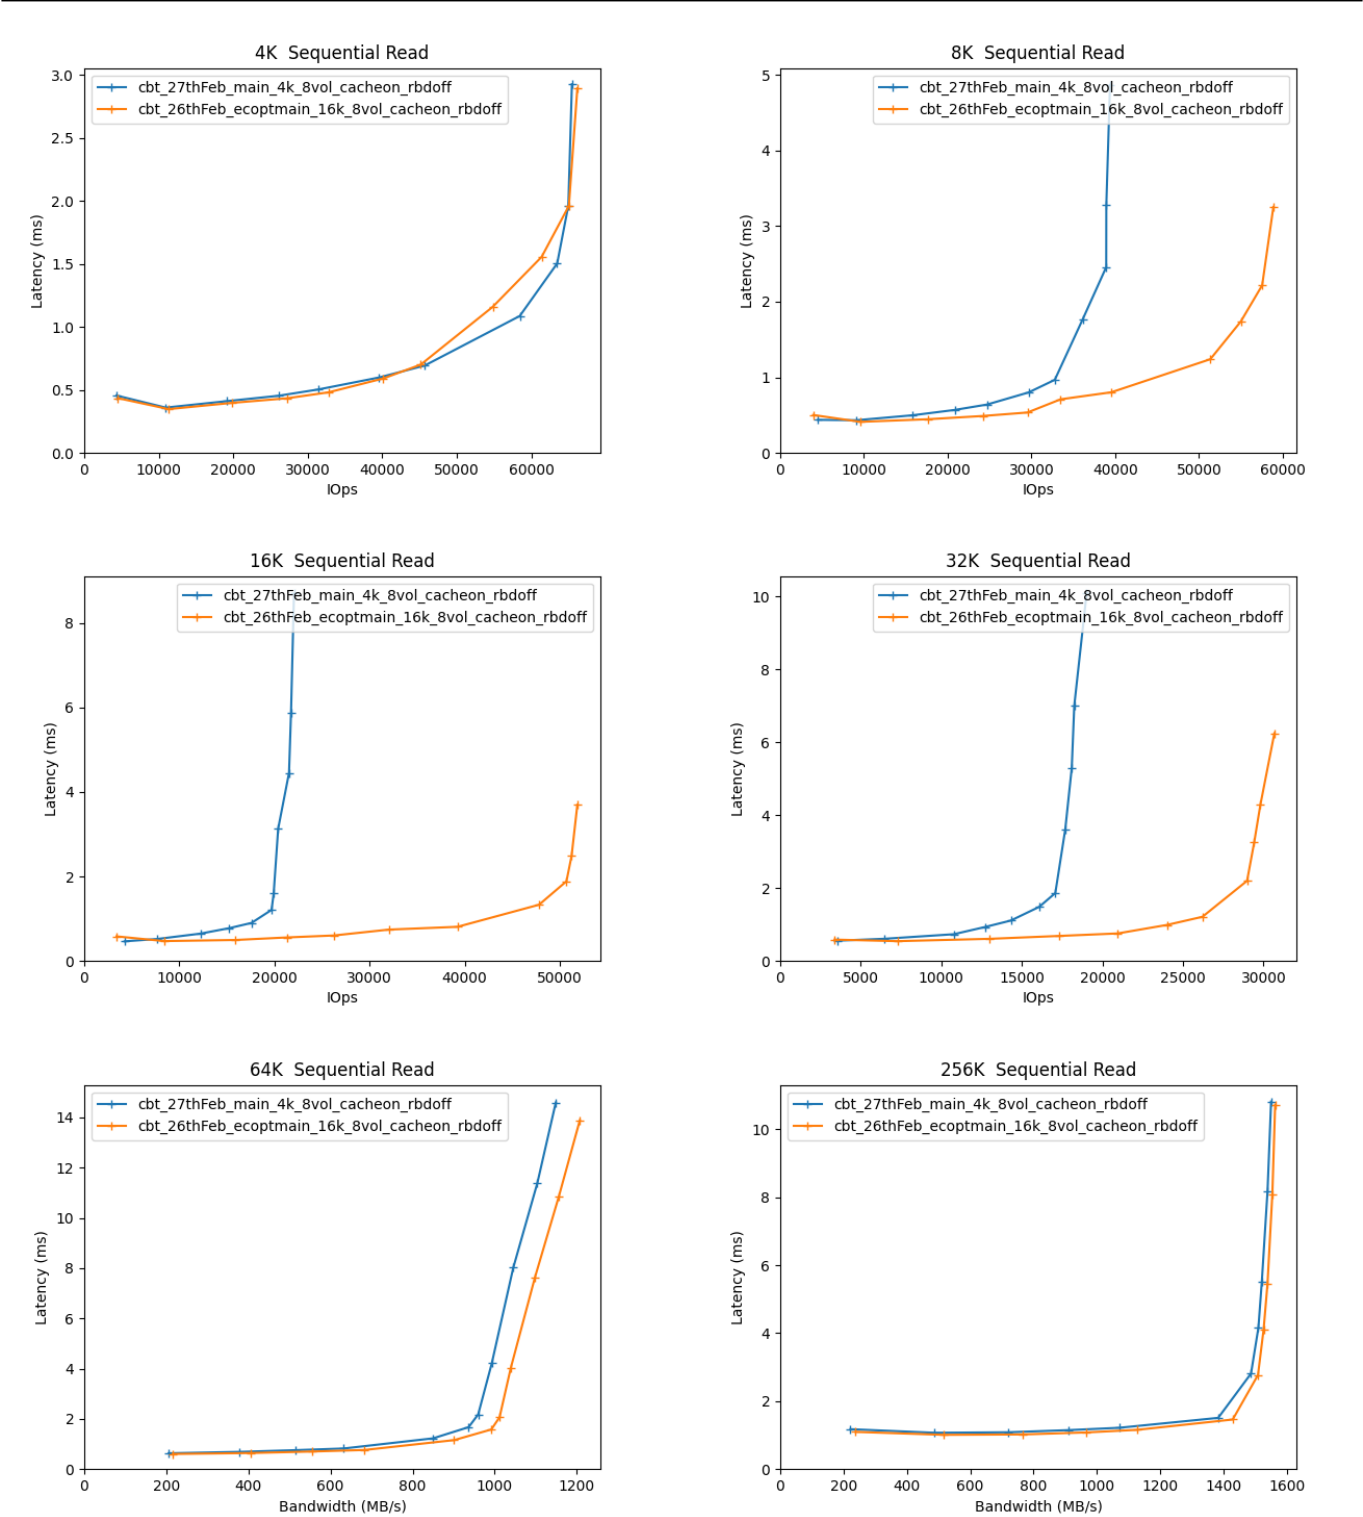 4K  Sequential Read
3.0
2.5
2.0
1.5
1.0
0.5
0.0
Latency (ms)
cbt_27thFeb_main_4k_8vol_cacheon_rbdoff
cbt_26thFeb_ecoptmain_16k_8vol_cacheon_rbdoff
0 10000 20000 30000 40000 50000 60000
IOps
8K  Sequential Read
5
4
3
2
1
0
Latency (ms)
cbt_27thFeb_main_4k_8vol_cacheon_rbdoff
cbt_26thFeb_ecoptmain_16k_8vol_cacheon_rbdoff
0 10000 20000 30000 40000 50000 60000
IOps
16K  Sequential Read
8
6
4
2
0
Latency (ms)
cbt_27thFeb_main_4k_8vol_cacheon_rbdoff
cbt_26thFeb_ecoptmain_16k_8vol_cacheon_rbdoff
0 10000 20000 30000 40000 50000
IOps
32K  Sequential Read
10
8
6
4
2
0
Latency (ms)
cbt_27thFeb_main_4k_8vol_cacheon_rbdoff
cbt_26thFeb_ecoptmain_16k_8vol_cacheon_rbdoff
0 5000 10000 15000 20000 25000 30000
IOps
64K  Sequential Read
14
12
10
8
6
4
2
0
Latency (ms)
cbt_27thFeb_main_4k_8vol_cacheon_rbdoff
cbt_26thFeb_ecoptmain_16k_8vol_cacheon_rbdoff
0 200 400 600 800 1000 1200
Bandwidth (MB/s)
256K  Sequential Read
10
8
6
4
2
0
Latency (ms)
cbt_27thFeb_main_4k_8vol_cacheon_rbdoff
cbt_26thFeb_ecoptmain_16k_8vol_cacheon_rbdoff
0 200 400 600 800 1000 1200 1400 1600
Bandwidth (MB/s)